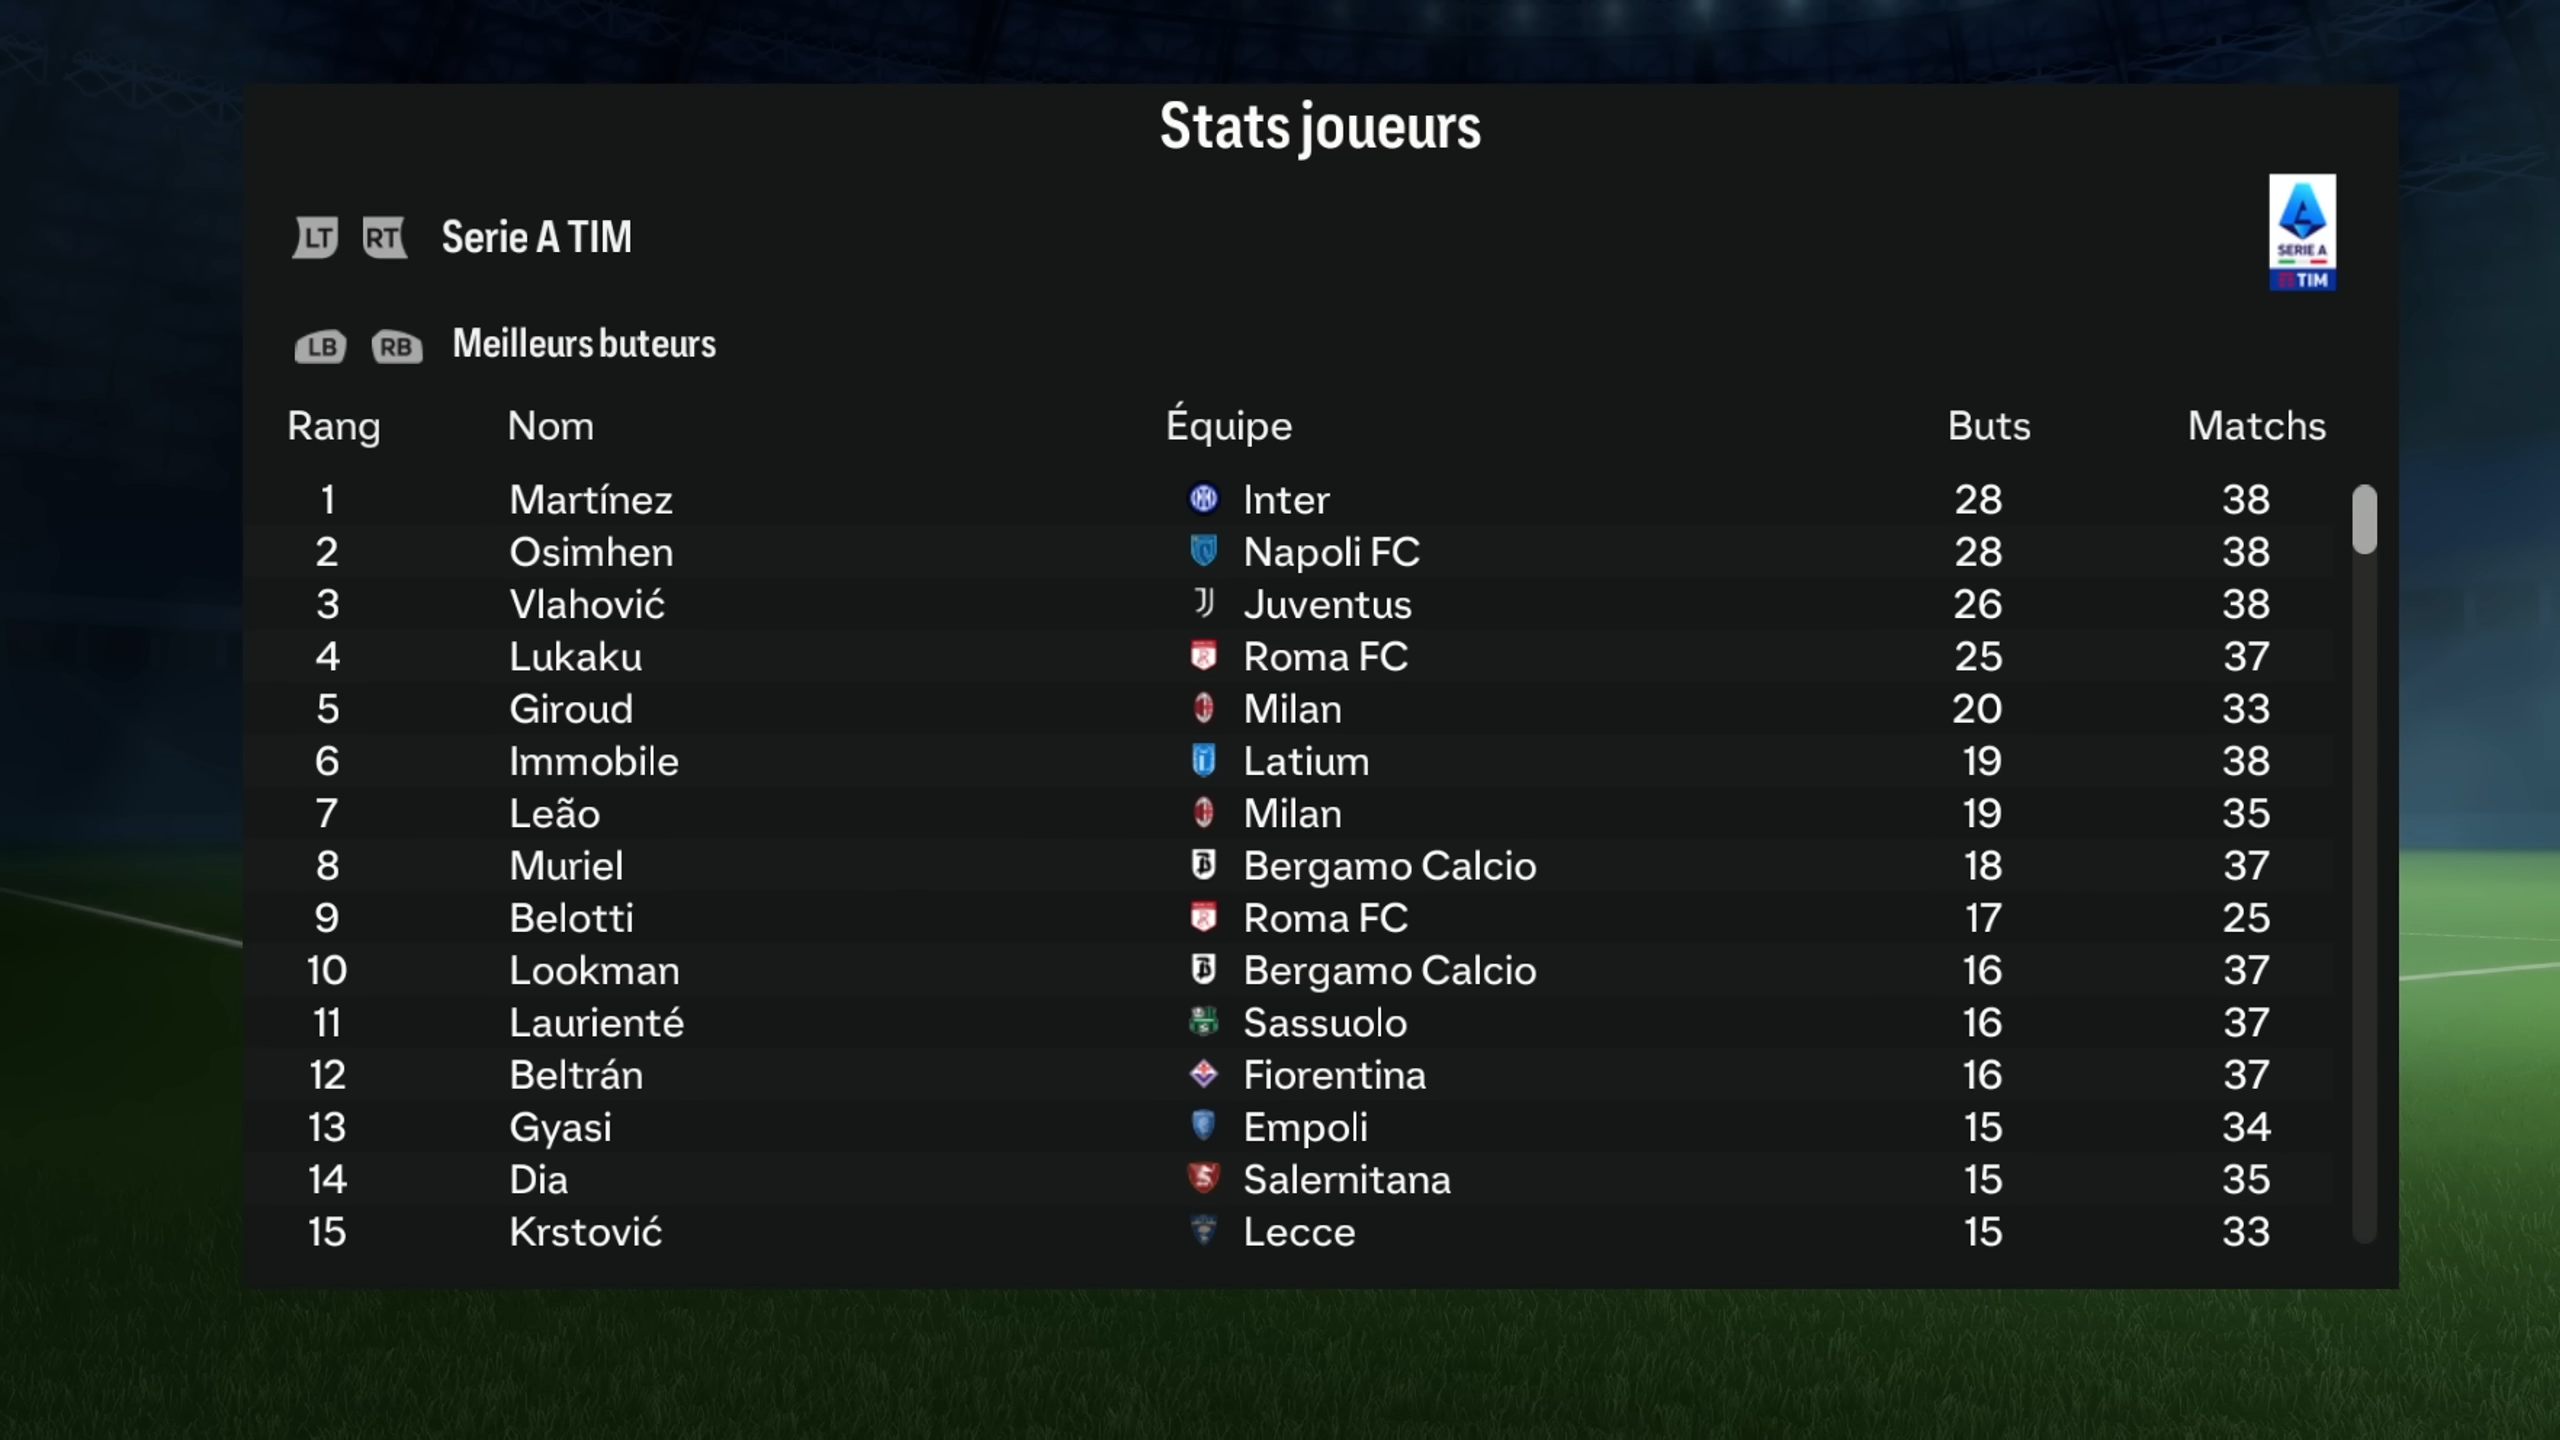 Stats joueurs
LT RT Serie A TIM
SERIE A
TIM
LB RB Meilleurs buteurs
Rang Nom Équipe Buts Matchs
1 Martínez Inter 28 38
2 Osimhen Napoli FC 28 38
3 Vlahović Juventus 26 38
4 Lukaku Roma FC 25 37
5 Giroud Milan 20 33
6 Immobile Latium 19 38
7 Leão Milan 19 35
8 Muriel Bergamo Calcio 18 37
9 Belotti Roma FC 17 25
10 Lookman Bergamo Calcio 16 37
11 Laurienté Sassuolo 16 37
12 Beltrán Fiorentina 16 37
13 Gyasi Empoli 15 34
14 Dia Salernitana 15 35
15 Krstović Lecce 15 33